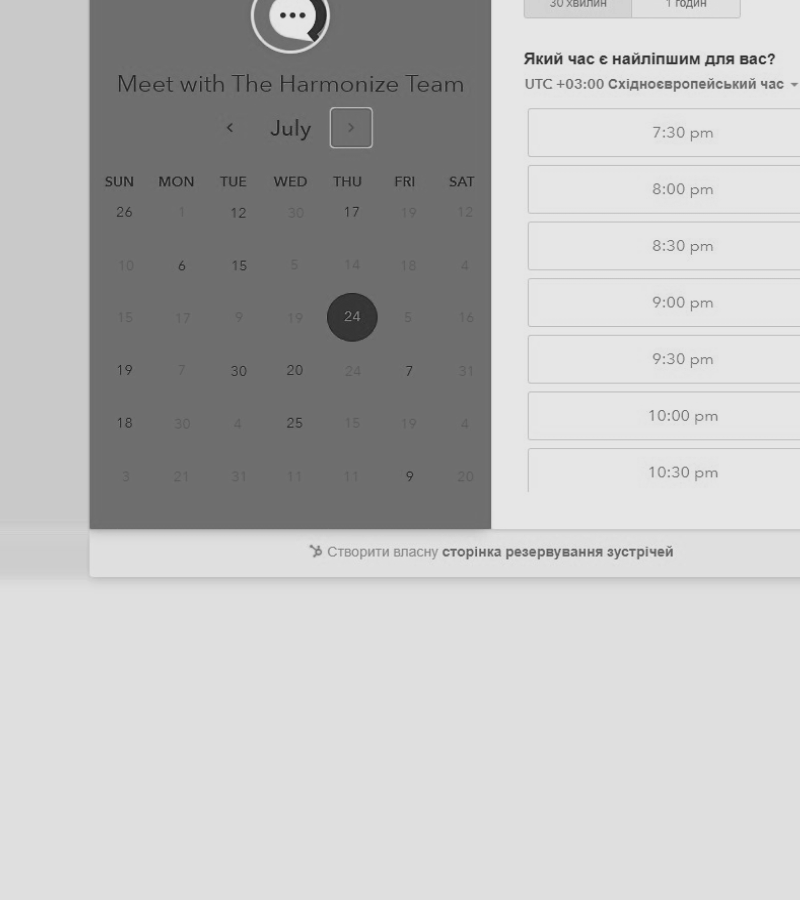 30 хвилин 1 годин
Meet with The Harmonize Team
July
SUN MON TUE WED THU FRI SAT
26 1 12 30 17 19 12
10 6 15 5 14 18 4
15 17 9 19 24 5 16
19 7 30 20 24 7 31
18 30 4 25 15 19 4
3 21 31 11 11 9 20
Який час є найліпшим для вас?
UTC +03:00 Східноєвропейський час
7:30 pm
8:00 pm
8:30 pm
9:00 pm
9:30 pm
10:00 pm
10:30 pm
Створити власну сторінка резервування зустрічей